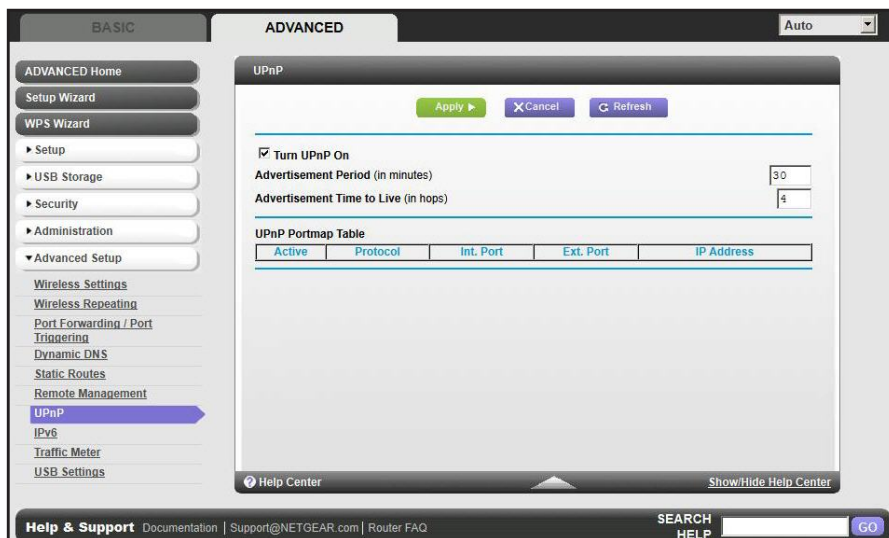 BASIC
ADVANCED
Auto
ADVANCED Home
Setup Wizard
WPS Wizard
Setup
USB Storage
Security
Administration
Advanced Setup
Wireless Settings
Wireless Repeating
Port Forwarding / Port
Triggering
Dynamic DNS
Static Routes
Remote Management
UPnP
IPv6
Traffic Meter
USB Settings
UPnP
Apply
Cancel
Refresh
Turn UPnP On
Advertisement Period (in minutes) 30
Advertisement Time to Live (in hops) 4
UPnP Portmap Table
Active Protocol Int. Port Ext. Port IP Address
Help Center
Show/Hide Help Center
Help & Support Documentation | Support@NETGEAR.com | Router FAQ
SEARCH
HELP
GO